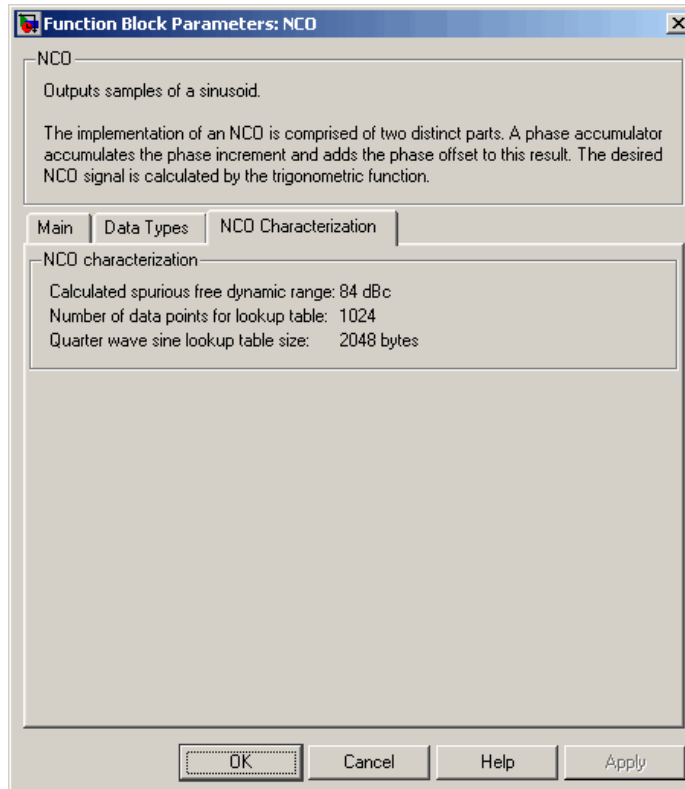 Function Block Parameters: NCO
NCO
Outputs samples of a sinusoid.
The implementation of an NCO is comprised of two distinct parts. A phase accumulator
accumulates the phase increment and adds the phase offset to this result. The desired
NCO signal is calculated by the trigonometric function.
Main Data Types NCO Characterization
NCO characterization
Calculated spurious free dynamic range: 84 dBc
Number of data points for lookup table: 1024
Quarter wave sine lookup table size: 2048 bytes
OK Cancel Help Apply